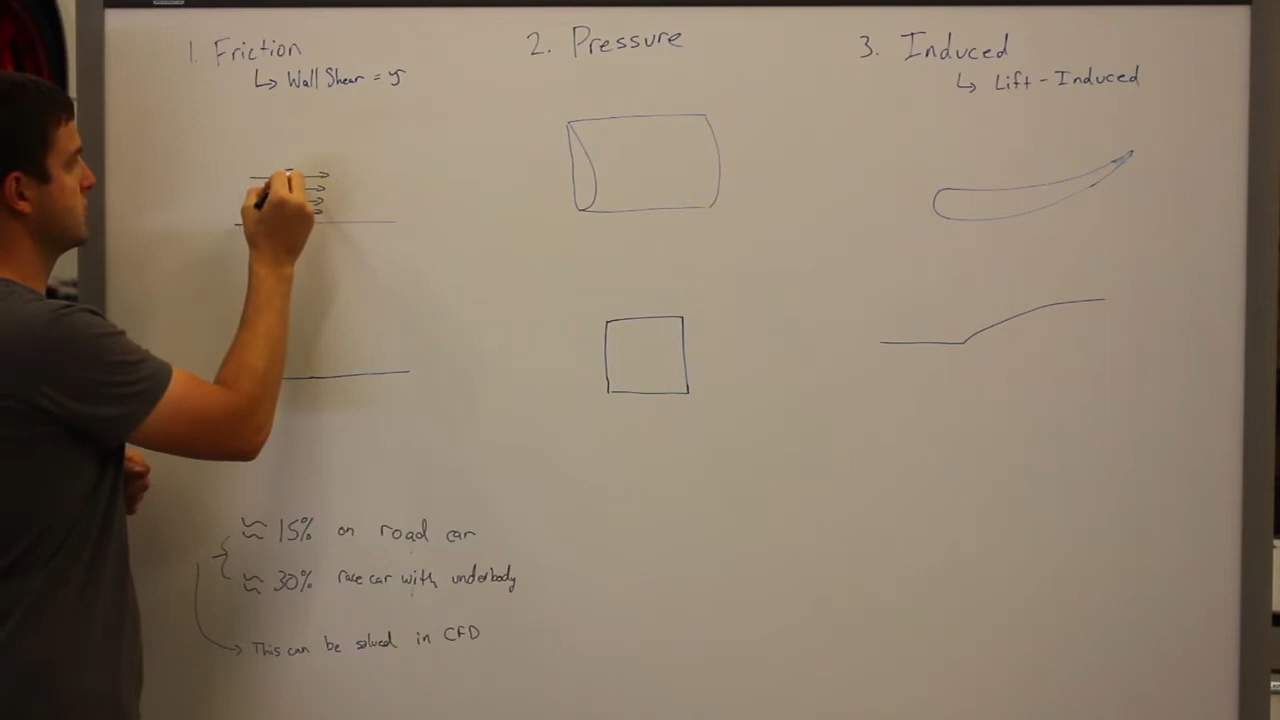 1. Friction
↳ Wall Shear =
2. Pressure
3. Induced
↳ Lift - Induced
≈ 15% on road car
≈ 30% race car with underbody
→ This can be solved in CFD